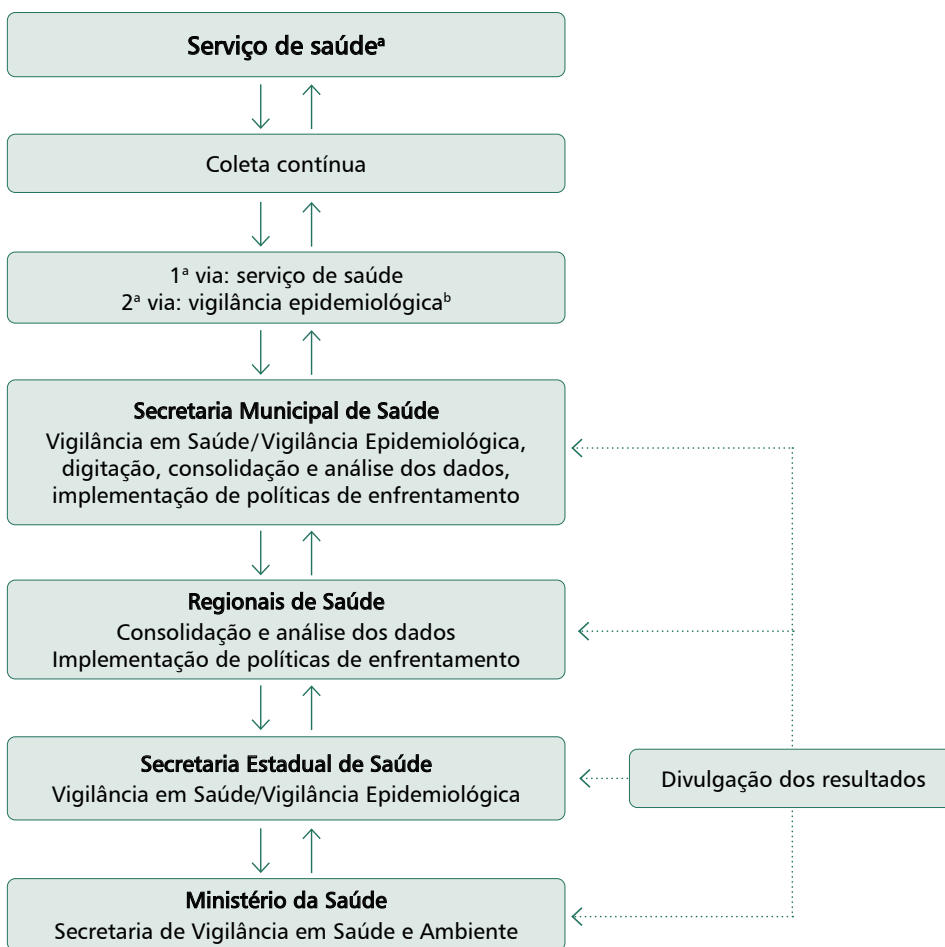 Serviço de saúdeᵃ
Coleta contínua
1ª via: serviço de saúde
2ª via: vigilância epidemiológicaᵇ
Secretaria Municipal de Saúde
Vigilância em Saúde/Vigilância Epidemiológica,
digitação, consolidação e análise dos dados,
implementação de políticas de enfrentamento
Regionais de Saúde
Consolidação e análise dos dados
Implementação de políticas de enfrentamento
Secretaria Estadual de Saúde
Vigilância em Saúde/Vigilância Epidemiológica
Divulgação dos resultados
Ministério da Saúde
Secretaria de Vigilância em Saúde e Ambiente